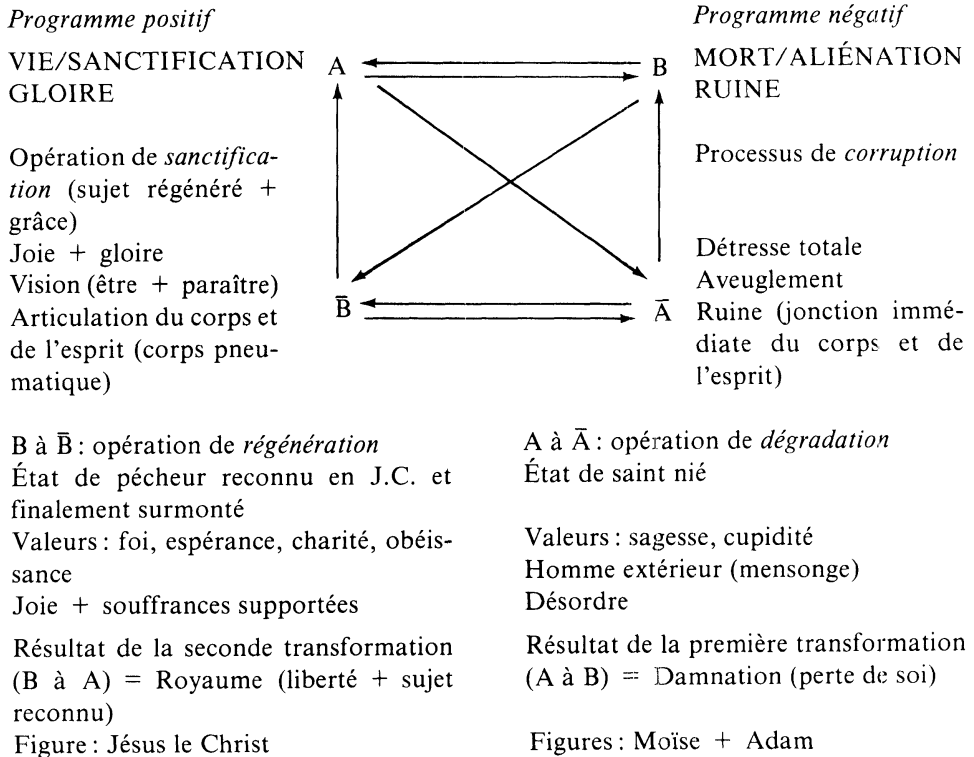 Programme positif
VIE/SANCTIFICATION
GLOIRE
A
B
Programme négatif
MORT/ALIÉNATION
RUINE
Opération de sanctifica-
tion (sujet régénéré +
grâce)
Joie + gloire
Vision (être + paraître)
Articulation du corps et
de l'esprit (corps pneu-
matique)
B̄
Ā
Processus de corruption
Détresse totale
Aveuglement
Ruine (jonction immé-
diate du corps et de
l'esprit)
B à B̄ : opération de régénération
État de pécheur reconnu en J.C. et
finalement surmonté
Valeurs : foi, espérance, charité, obéis-
sance
Joie + souffrances supportées
Résultat de la seconde transformation
(B à A) = Royaume (liberté + sujet
reconnu)
Figure : Jésus le Christ
A à Ā : opération de dégradation
État de saint nié
Valeurs : sagesse, cupidité
Homme extérieur (mensonge)
Désordre
Résultat de la première transformation
(A à B) = Damnation (perte de soi)
Figures : Moïse + Adam